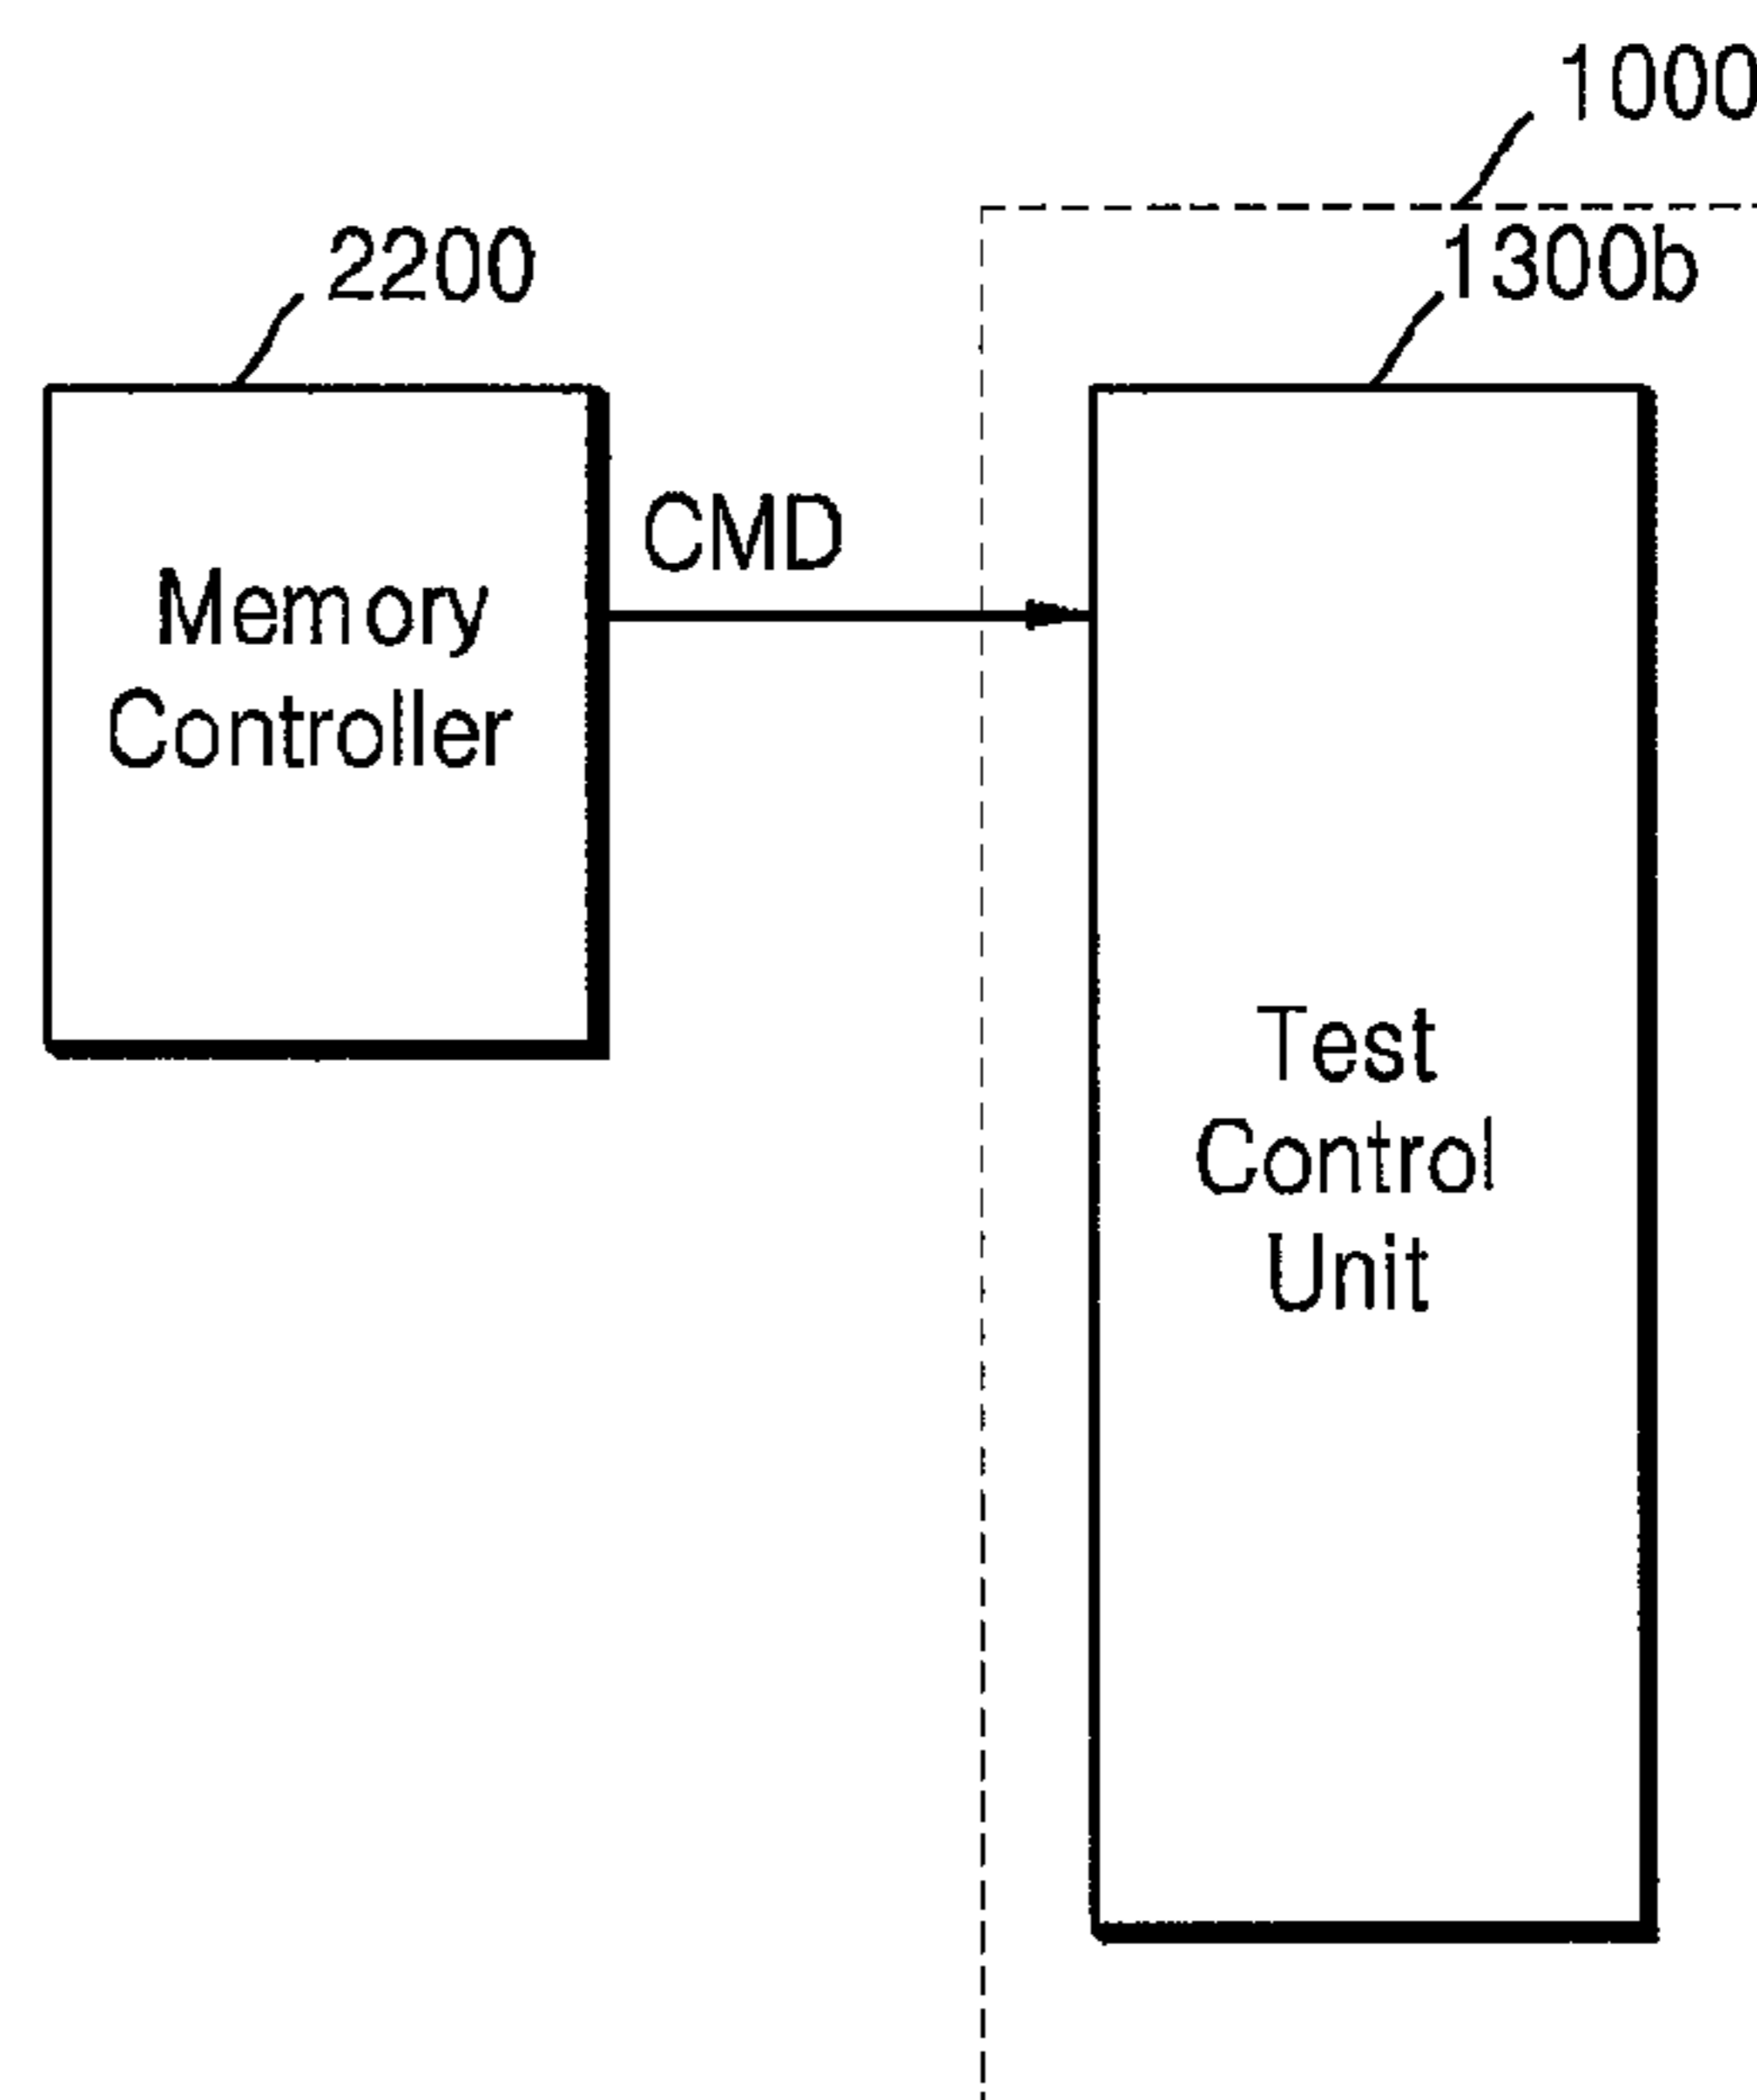 1000
2200
1300b
CMD
Memory
Controller
Test
Control
Unit